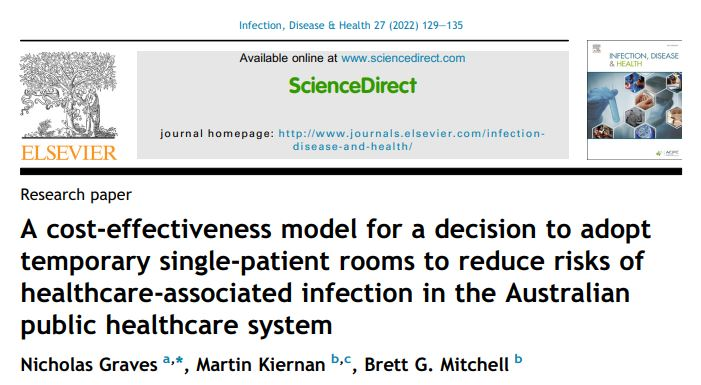 Infection, Disease & Health 27 (2022) 129–135
Available online at www.sciencedirect.com
ScienceDirect
journal homepage: http://www.journals.elsevier.com/infection-
disease-and-health/
ELSEVIER
INFECTION, DISEASE
& HEALTH
Research paper
A cost-effectiveness model for a decision to adopt
temporary single-patient rooms to reduce risks of
healthcare-associated infection in the Australian
public healthcare system
Nicholas Graves a,*, Martin Kiernan b,c, Brett G. Mitchell b